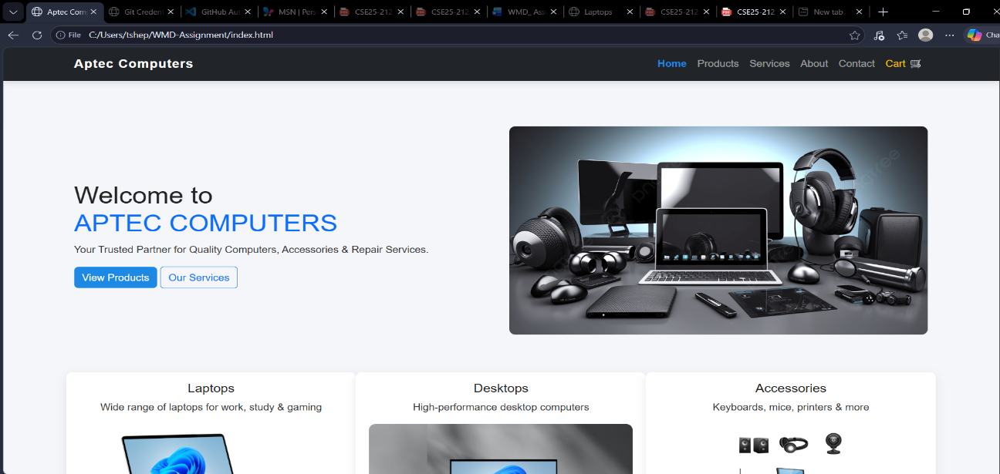 Aptec Com
Git Creden
GitHub Au
MSN | Pers
CSE25-212
CSE25-212
WMD_ Ass
Laptops
CSE25-212
CSE25-212
New tab
File
C:/Users/tshep/WMD-Assignment/index.html
Cha
Aptec Computers
Home Products Services About Contact Cart
Welcome to
APTEC COMPUTERS
Your Trusted Partner for Quality Computers, Accessories & Repair Services.
View Products Our Services
pngtree
Laptops
Wide range of laptops for work, study & gaming
Desktops
High-performance desktop computers
Accessories
Keyboards, mice, printers & more